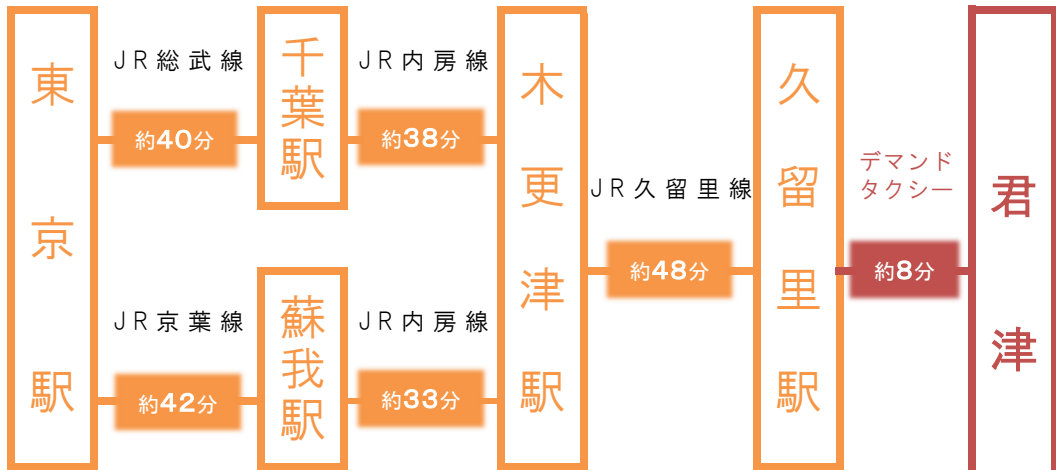 東京駅
JR総武線
約40分
千葉駅
JR内房線
約38分
JR京葉線
約42分
蘇我駅
JR内房線
約33分
木更津駅
JR久留里線
約48分
久留里駅
デマンド
タクシー
約8分
君津